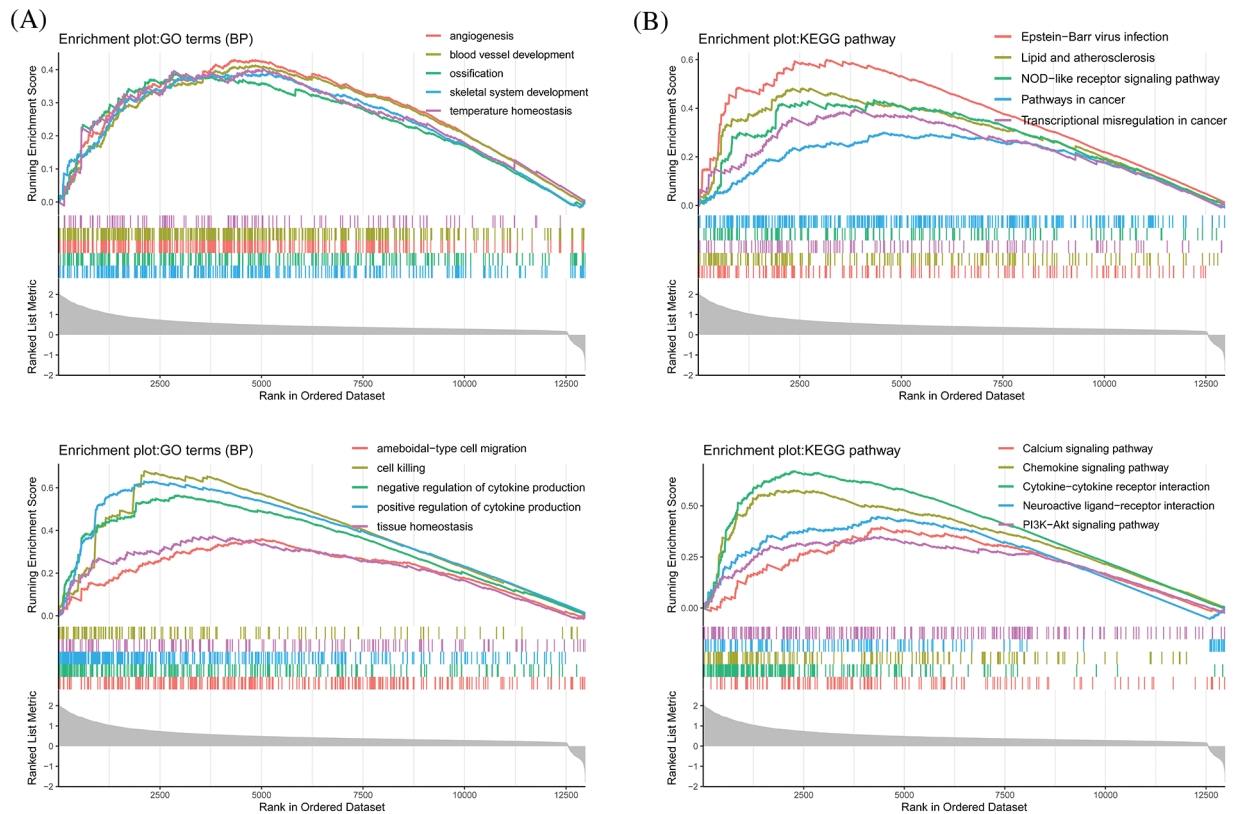 (A)
Enrichment plot:GO terms (BP)
angiogenesis
blood vessel development
ossification
skeletal system development
temperature homeostasis
Running Enrichment Score
0.4
0.3
0.2
0.1
0.0
Ranked List Metric
2
1
0
−1
−2
2500
5000
7500
10000
12500
Rank in Ordered Dataset
(B)
Enrichment plot:KEGG pathway
Epstein−Barr virus infection
Lipid and atherosclerosis
NOD−like receptor signaling pathway
Pathways in cancer
Transcriptional misregulation in cancer
Running Enrichment Score
0.6
0.4
0.2
0.0
Ranked List Metric
2
1
0
−1
−2
2500
5000
7500
10000
12500
Rank in Ordered Dataset
Enrichment plot:GO terms (BP)
ameboidal−type cell migration
cell killing
negative regulation of cytokine production
positive regulation of cytokine production
tissue homeostasis
Running Enrichment Score
0.6
0.4
0.2
0.0
Ranked List Metric
2
1
0
−1
−2
2500
5000
7500
10000
12500
Rank in Ordered Dataset
Enrichment plot:KEGG pathway
Calcium signaling pathway
Chemokine signaling pathway
Cytokine−cytokine receptor interaction
Neuroactive ligand−receptor interaction
PI3K−Akt signaling pathway
Running Enrichment Score
0.50
0.25
0.00
Ranked List Metric
2
1
0
−1
−2
2500
5000
7500
10000
12500
Rank in Ordered Dataset